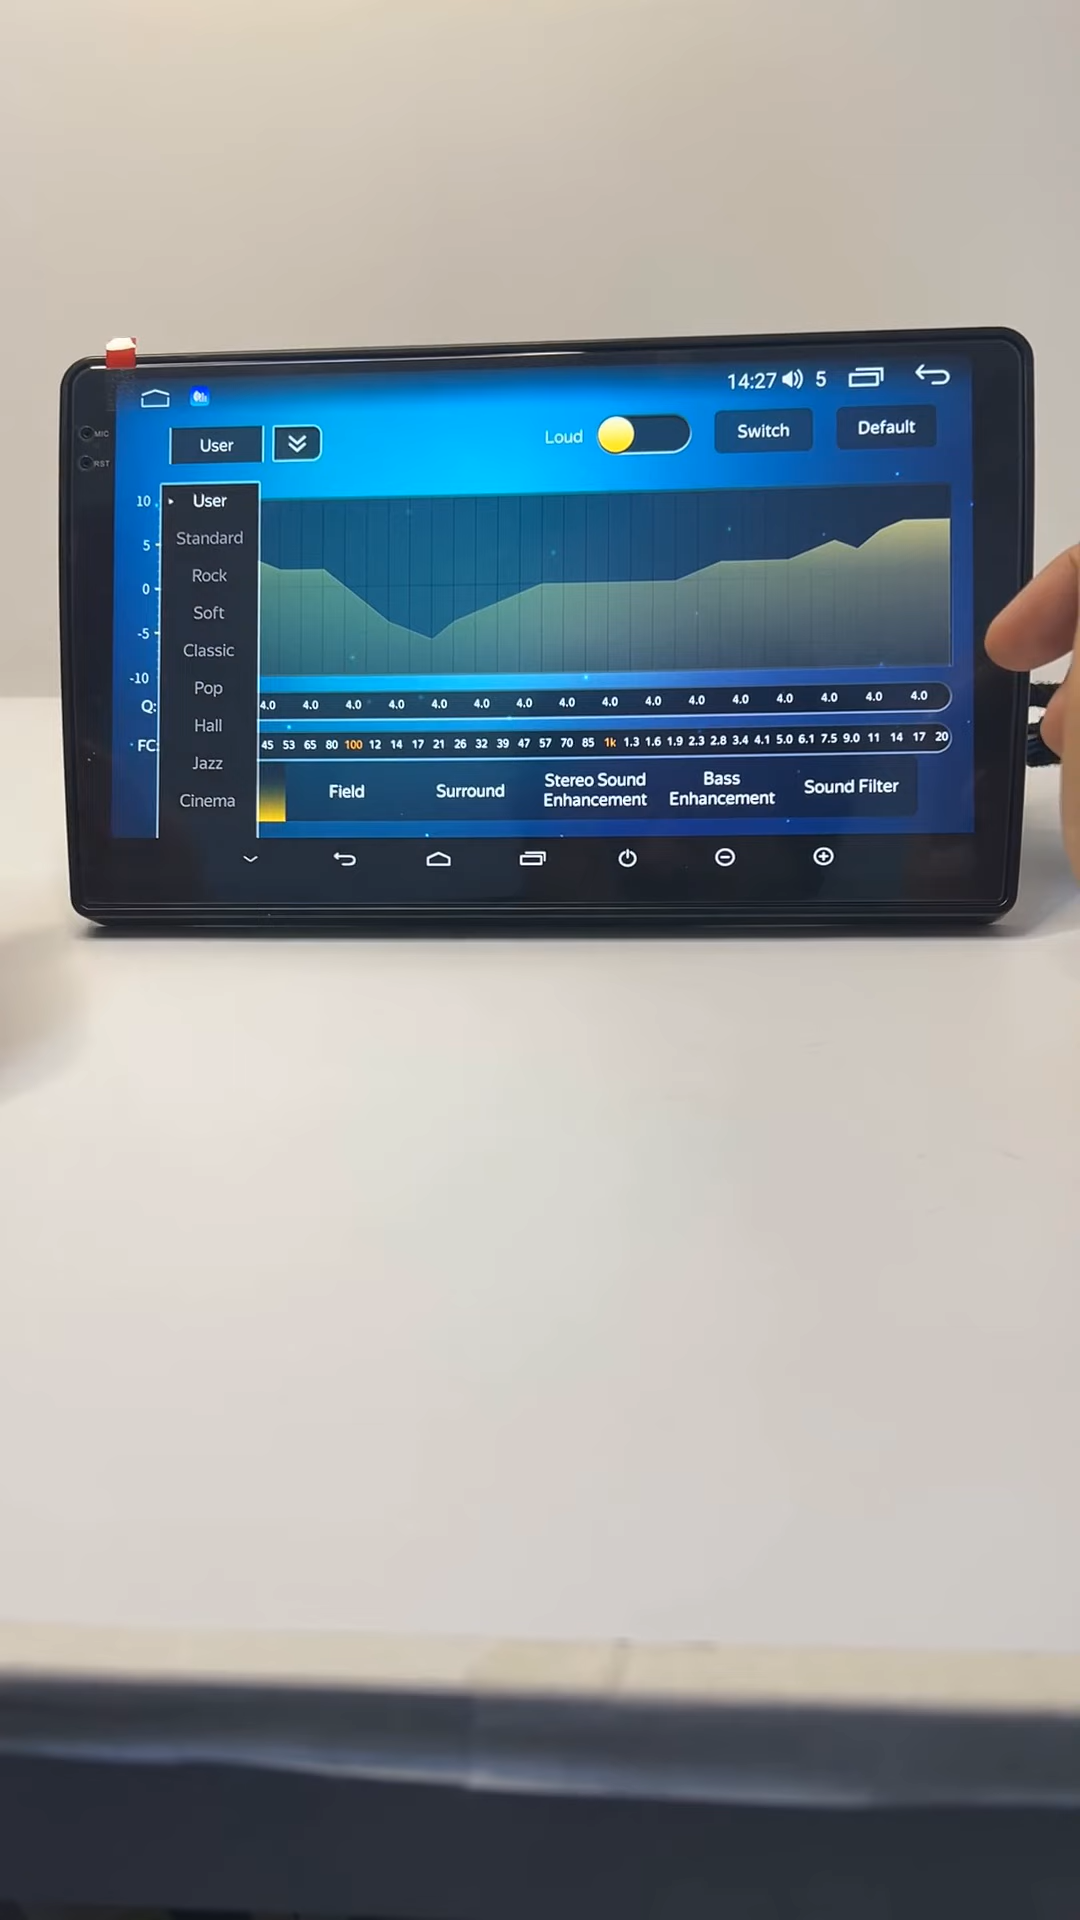 14:27 5
MIC
RST
User
Loud
Switch
Default
10
5
0
-5
-10
User
Standard
Rock
Soft
Classic
Pop
Hall
Jazz
Cinema
Q: 4.0 4.0 4.0 4.0 4.0 4.0 4.0 4.0 4.0 4.0 4.0 4.0 4.0 4.0 4.0 4.0
FC: 45 53 65 80 100 12 14 17 21 26 32 39 47 57 70 85 1k 1.3 1.6 1.9 2.3 2.8 3.4 4.1 5.0 6.1 7.5 9.0 11 14 17 20
Field
Surround
Stereo Sound
Enhancement
Bass
Enhancement
Sound Filter